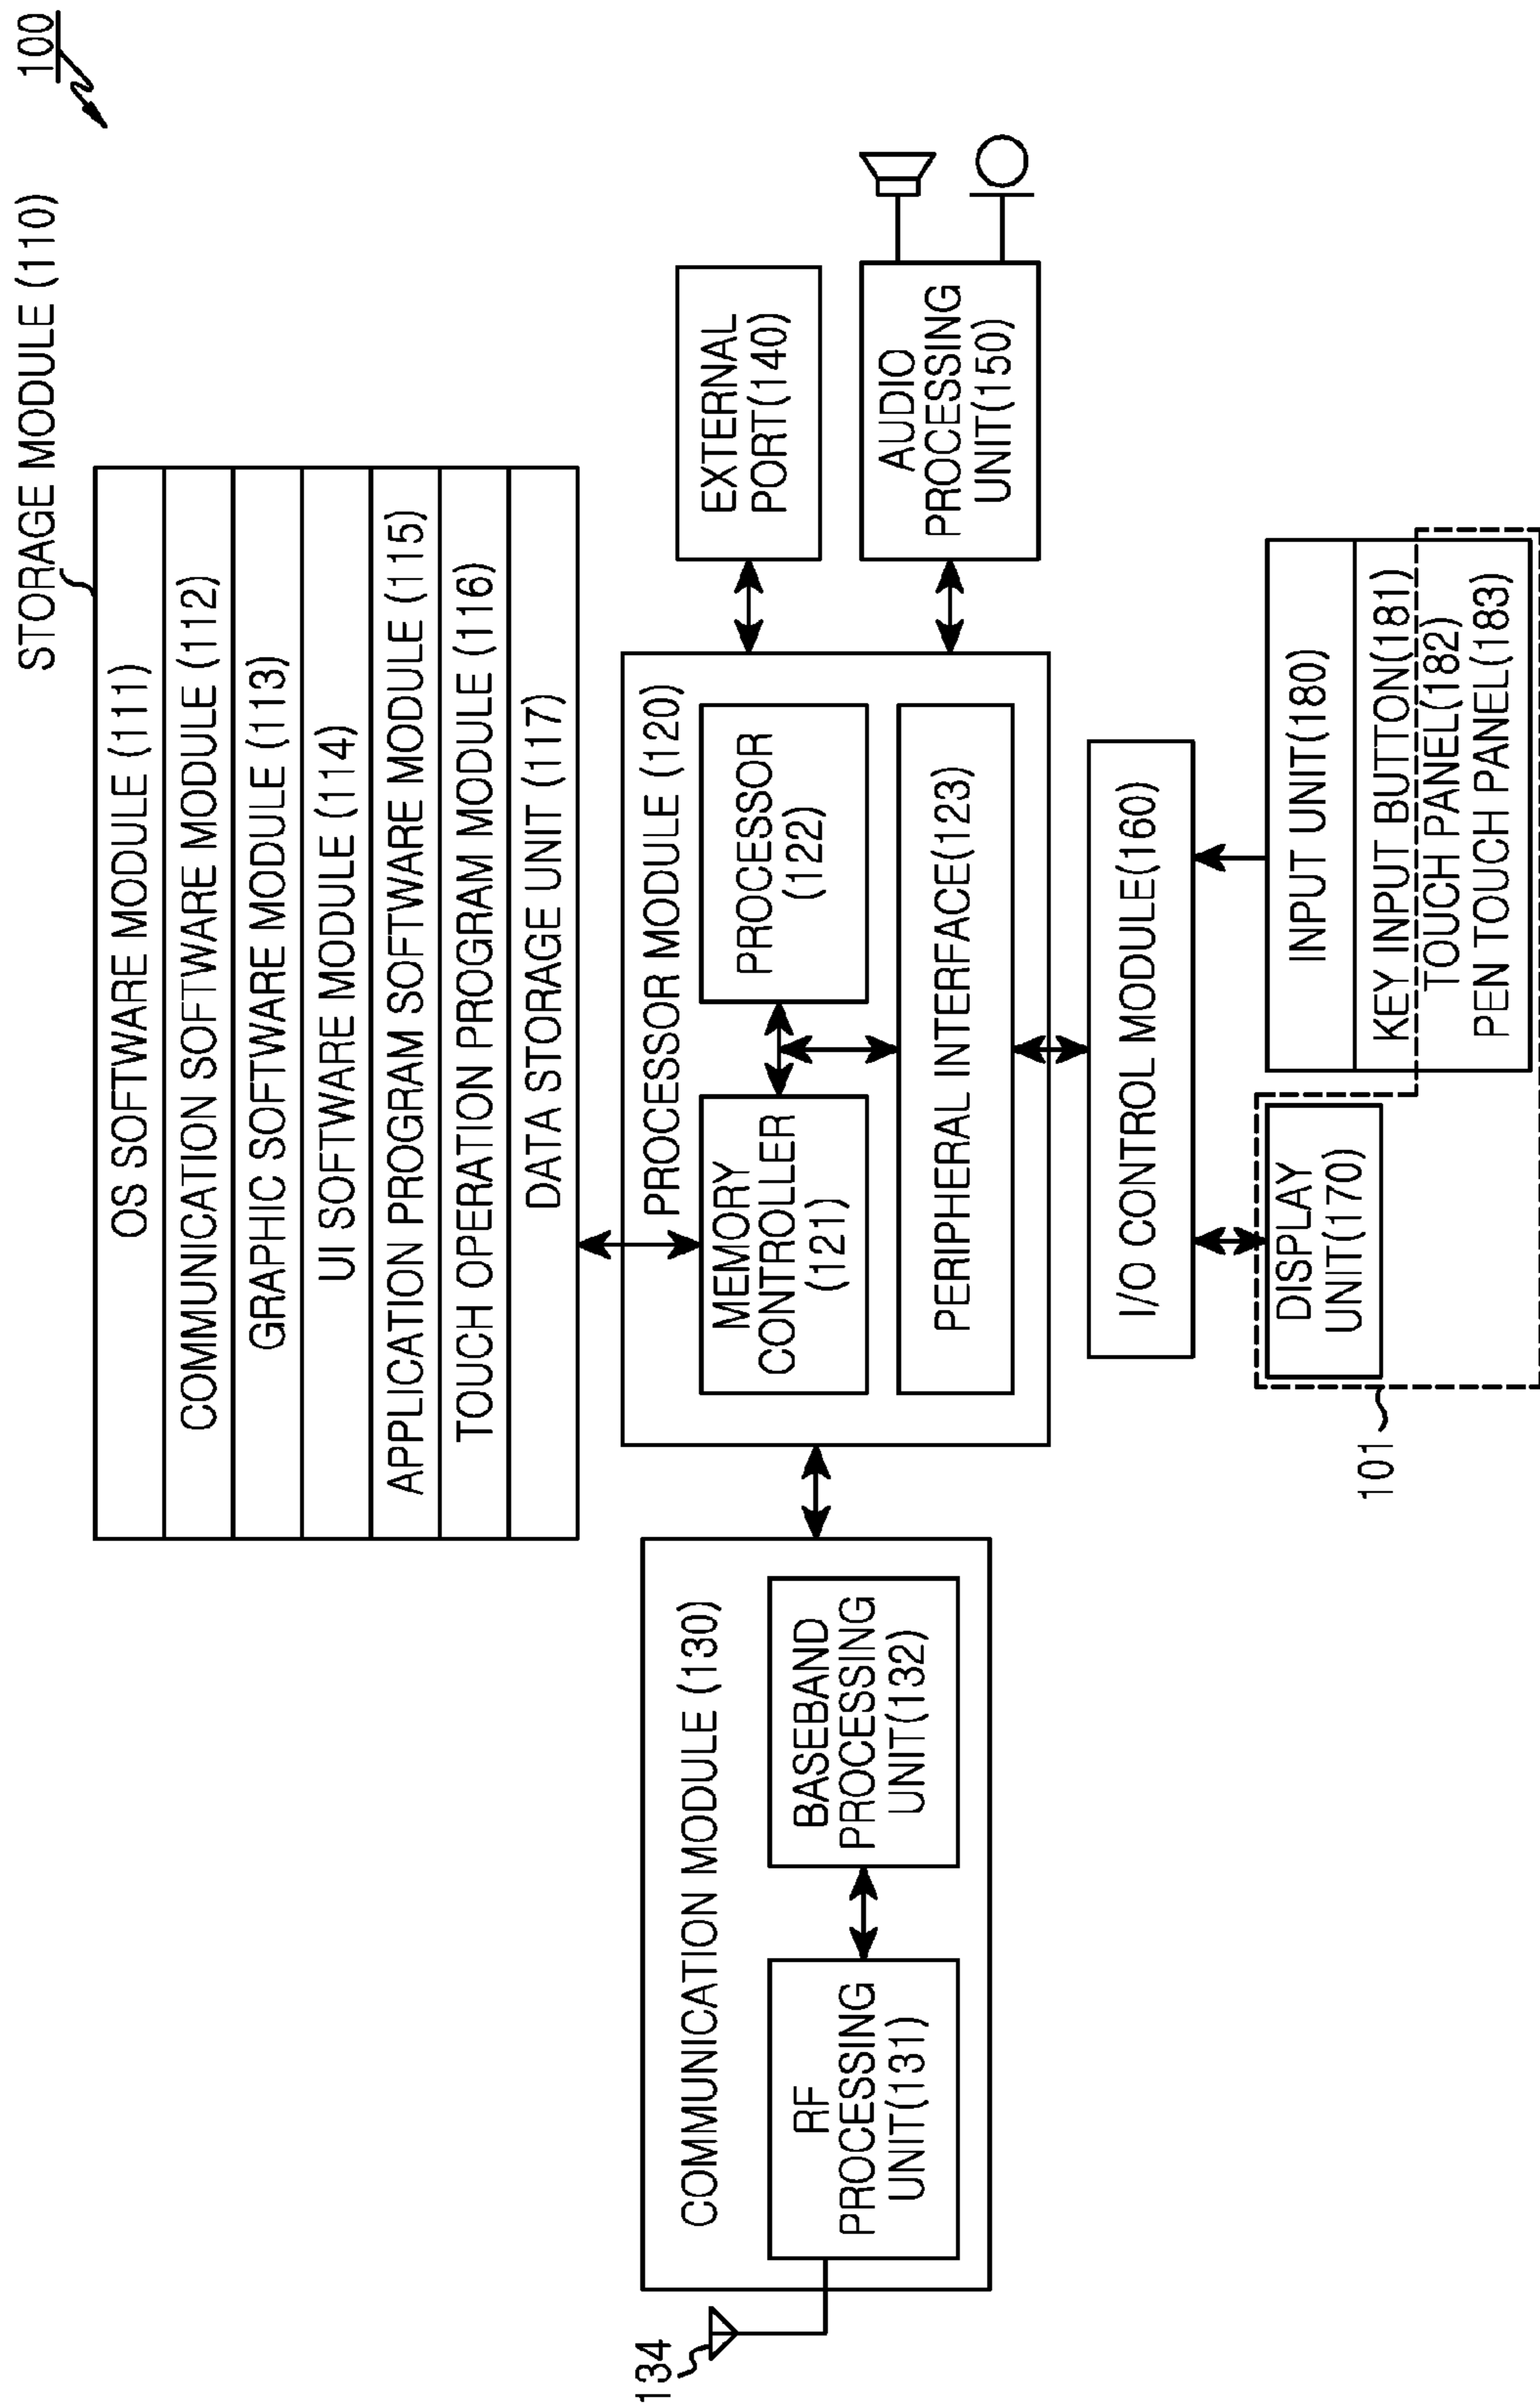 100
STORAGE MODULE (110)
OS SOFTWARE MODULE (111)
COMMUNICATION SOFTWARE MODULE (112)
GRAPHIC SOFTWARE MODULE (113)
UI SOFTWARE MODULE (114)
APPLICATION PROGRAM SOFTWARE MODULE (115)
TOUCH OPERATION PROGRAM MODULE (116)
DATA STORAGE UNIT (117)
134
COMMUNICATION MODULE (130)
RF
PROCESSING
UNIT(131)
BASEBAND
PROCESSING
UNIT(132)
PROCESSOR MODULE (120)
MEMORY
CONTROLLER
(121)
PROCESSOR
(122)
PERIPHERAL INTERFACE(123)
EXTERNAL
PORT(140)
AUDIO
PROCESSING
UNIT(150)
I/O CONTROL MODULE(160)
101
DISPLAY
UNIT(170)
INPUT UNIT(180)
KEY INPUT BUTTON(181)
TOUCH PANEL(182)
PEN TOUCH PANEL(183)